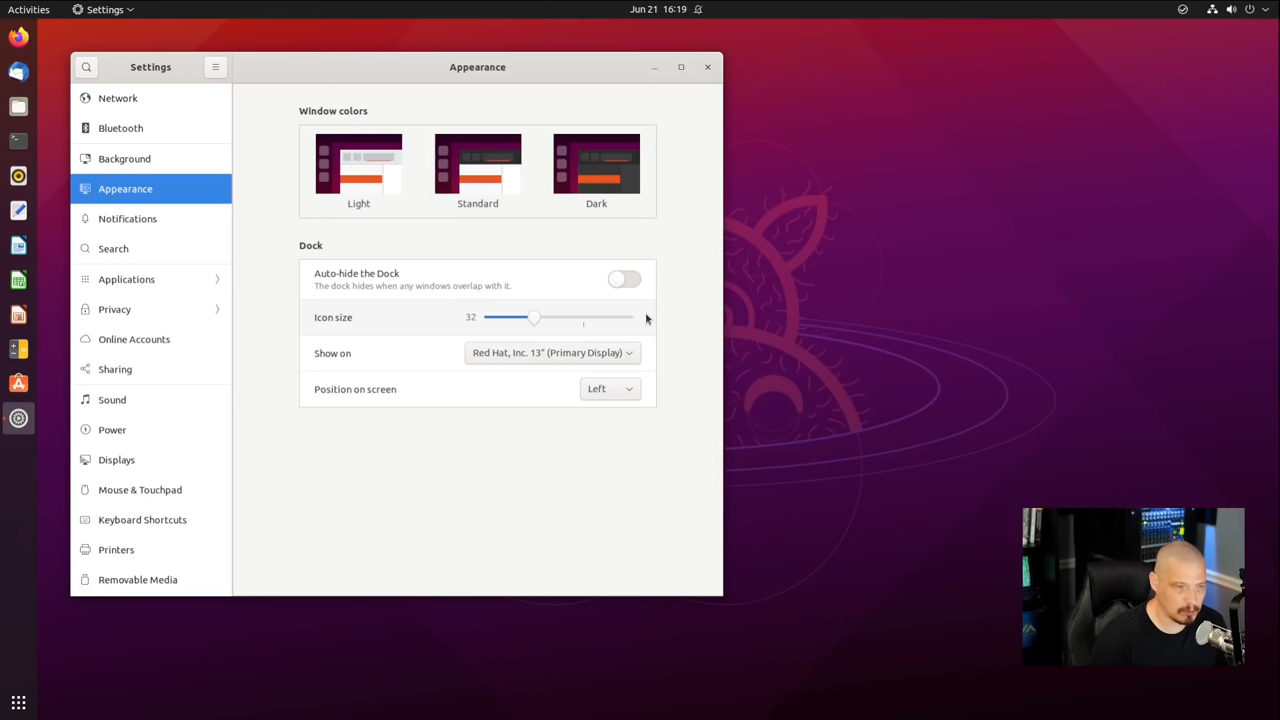 Activities
Settings
Jun 21 16:19
Settings
Appearance
Network
Bluetooth
Background
Appearance
Notifications
Search
Applications
Privacy
Online Accounts
Sharing
Sound
Power
Displays
Mouse & Touchpad
Keyboard Shortcuts
Printers
Removable Media
Window colors
Light
Standard
Dark
Dock
Auto-hide the Dock
The dock hides when any windows overlap with it.
Icon size
32
Show on
Red Hat, Inc. 13" (Primary Display)
Position on screen
Left